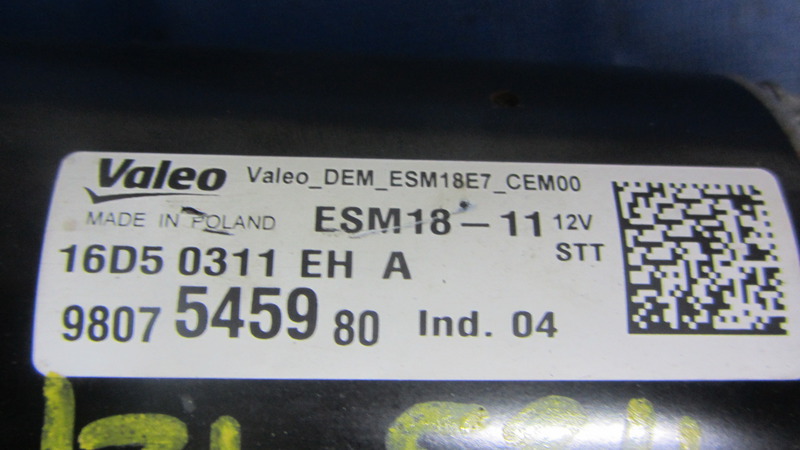 Valeo Valeo_DEM_ESM18E7_CEM00
MADE IN POLAND ESM18-11 12V
STT
16D5 0311 EH A
9807 5459 80 Ind. 04